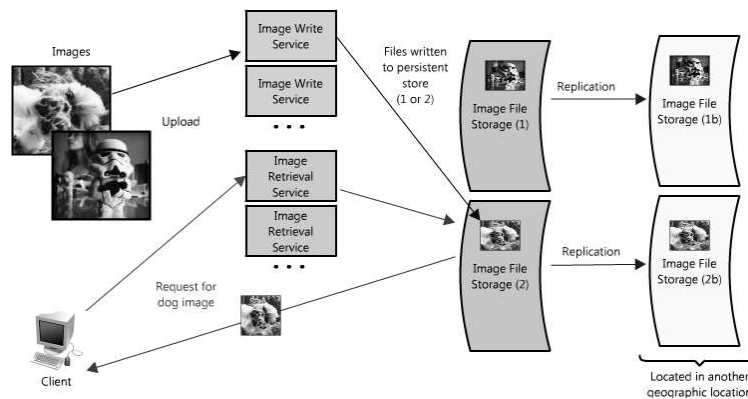 Images
Upload
Image Write
Service
Image Write
Service
...
Image
Retrieval
Service
Image
Retrieval
Service
...
Files written
to persistent
store
(1 or 2)
Image File
Storage (1)
Replication
Image File
Storage (1b)
Image File
Storage (2)
Replication
Image File
Storage (2b)
Request for
dog image
Client
Located in another
geographic location